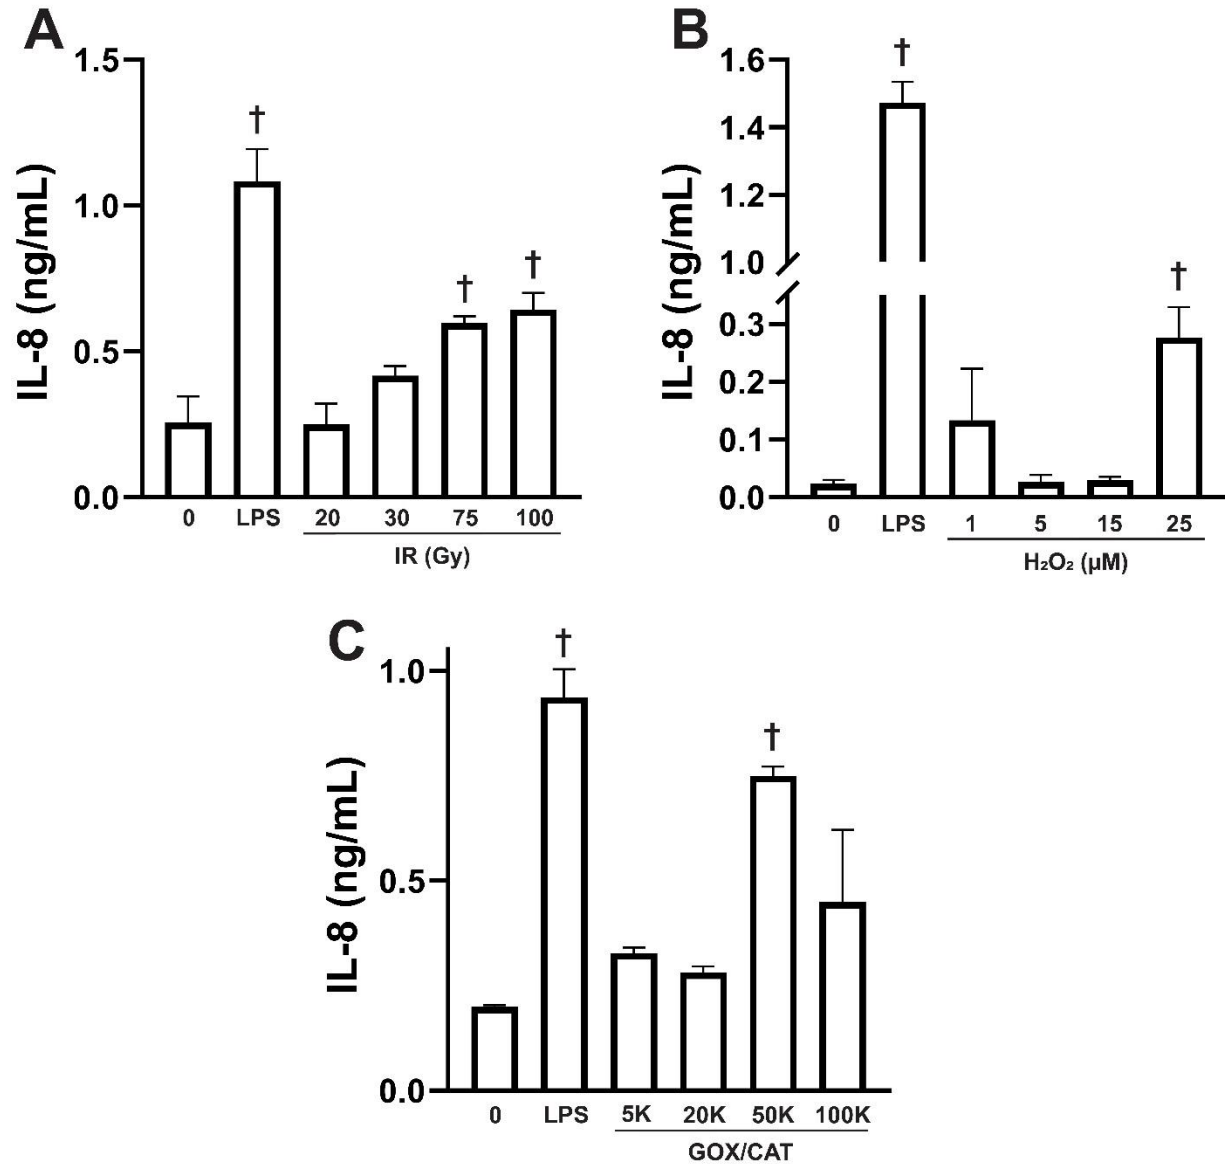 A
IL-8 (ng/mL)
1.5
1.0
0.5
0.0
†
†
†
0 LPS 20 30 75 100
IR (Gy)
B
IL-8 (ng/mL)
1.6
1.4
1.2
1.0
0.3
0.2
0.1
0.0
†
†
0 LPS 1 5 15 25
H₂O₂ (µM)
C
IL-8 (ng/mL)
1.0
0.5
0.0
†
†
0 LPS 5K 20K 50K 100K
GOX/CAT